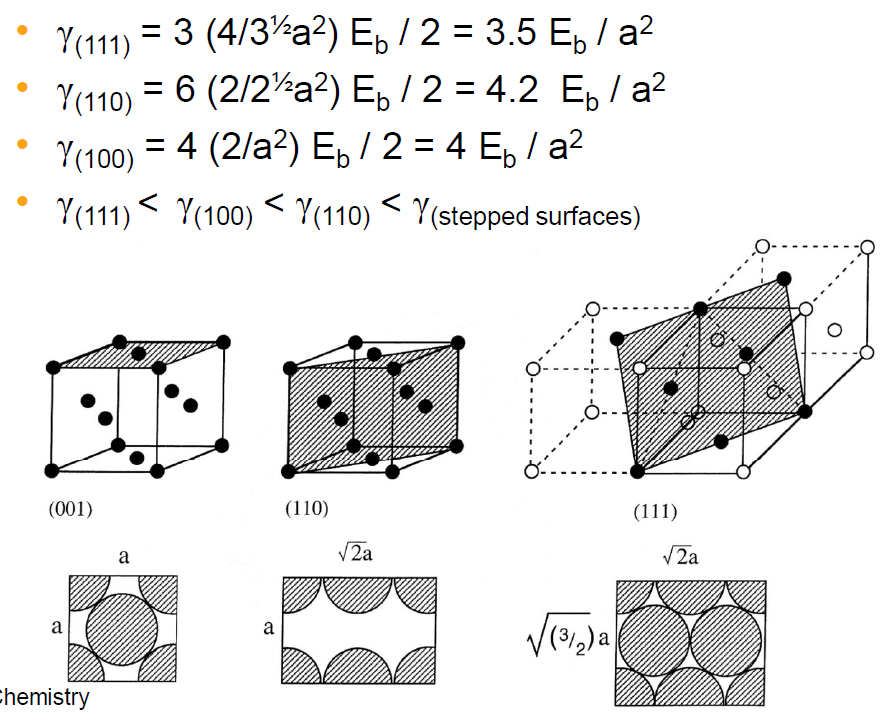 • γ(111) = 3 (4/3½a²) Eb / 2 = 3.5 Eb / a²
• γ(110) = 6 (2/2½a²) Eb / 2 = 4.2 Eb / a²
• γ(100) = 4 (2/a²) Eb / 2 = 4 Eb / a²
• γ(111) < γ(100) < γ(110) < γ(stepped surfaces)
(001) (110) (111)
a √2a √2a
a a √(3/2) a
Chemistry